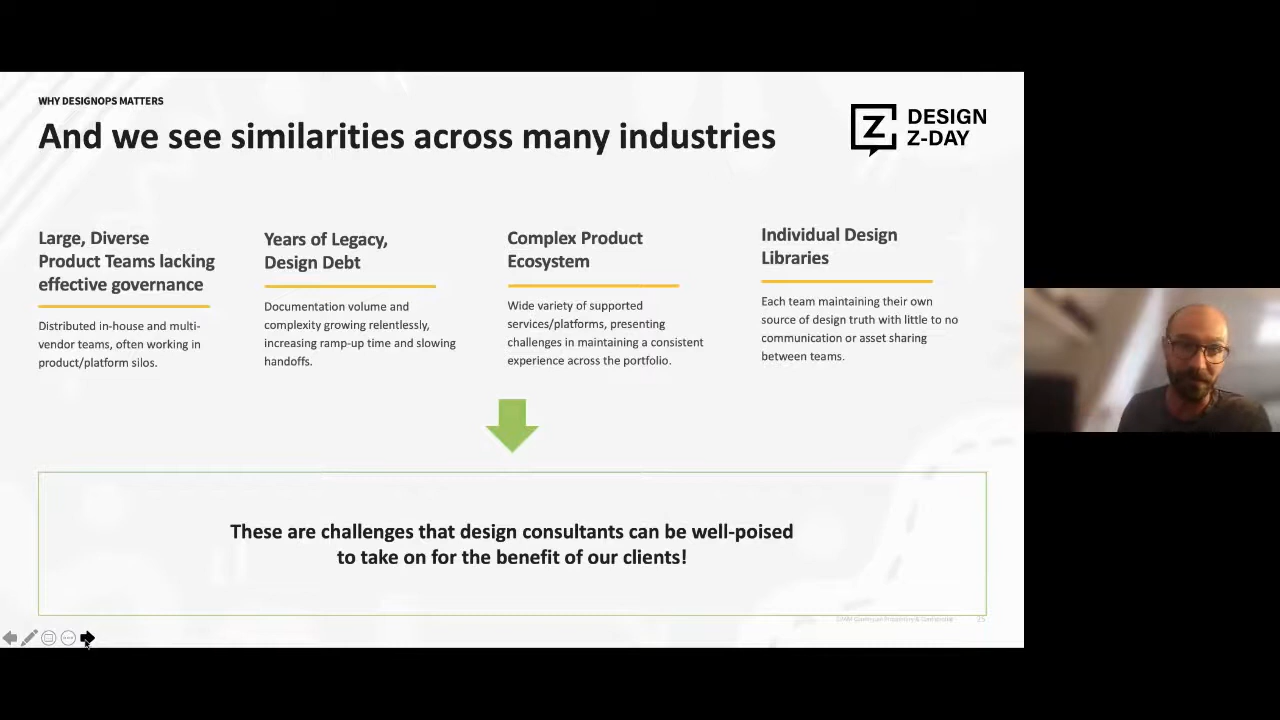 WHY DESIGNOPS MATTERS
And we see similarities across many industries
Z
DESIGN
Z-DAY
Large, Diverse
Product Teams lacking
effective governance
Distributed in-house and multi-
vendor teams, often working in
product/platform silos.
Years of Legacy,
Design Debt
Documentation volume and
complexity growing relentlessly,
increasing ramp-up time and slowing
handoffs.
Complex Product
Ecosystem
Wide variety of supported
services/platforms, presenting
challenges in maintaining a consistent
experience across the portfolio.
Individual Design
Libraries
Each team maintaining their own
source of design truth with little to no
communication or asset sharing
between teams.
These are challenges that design consultants can be well-poised
to take on for the benefit of our clients!